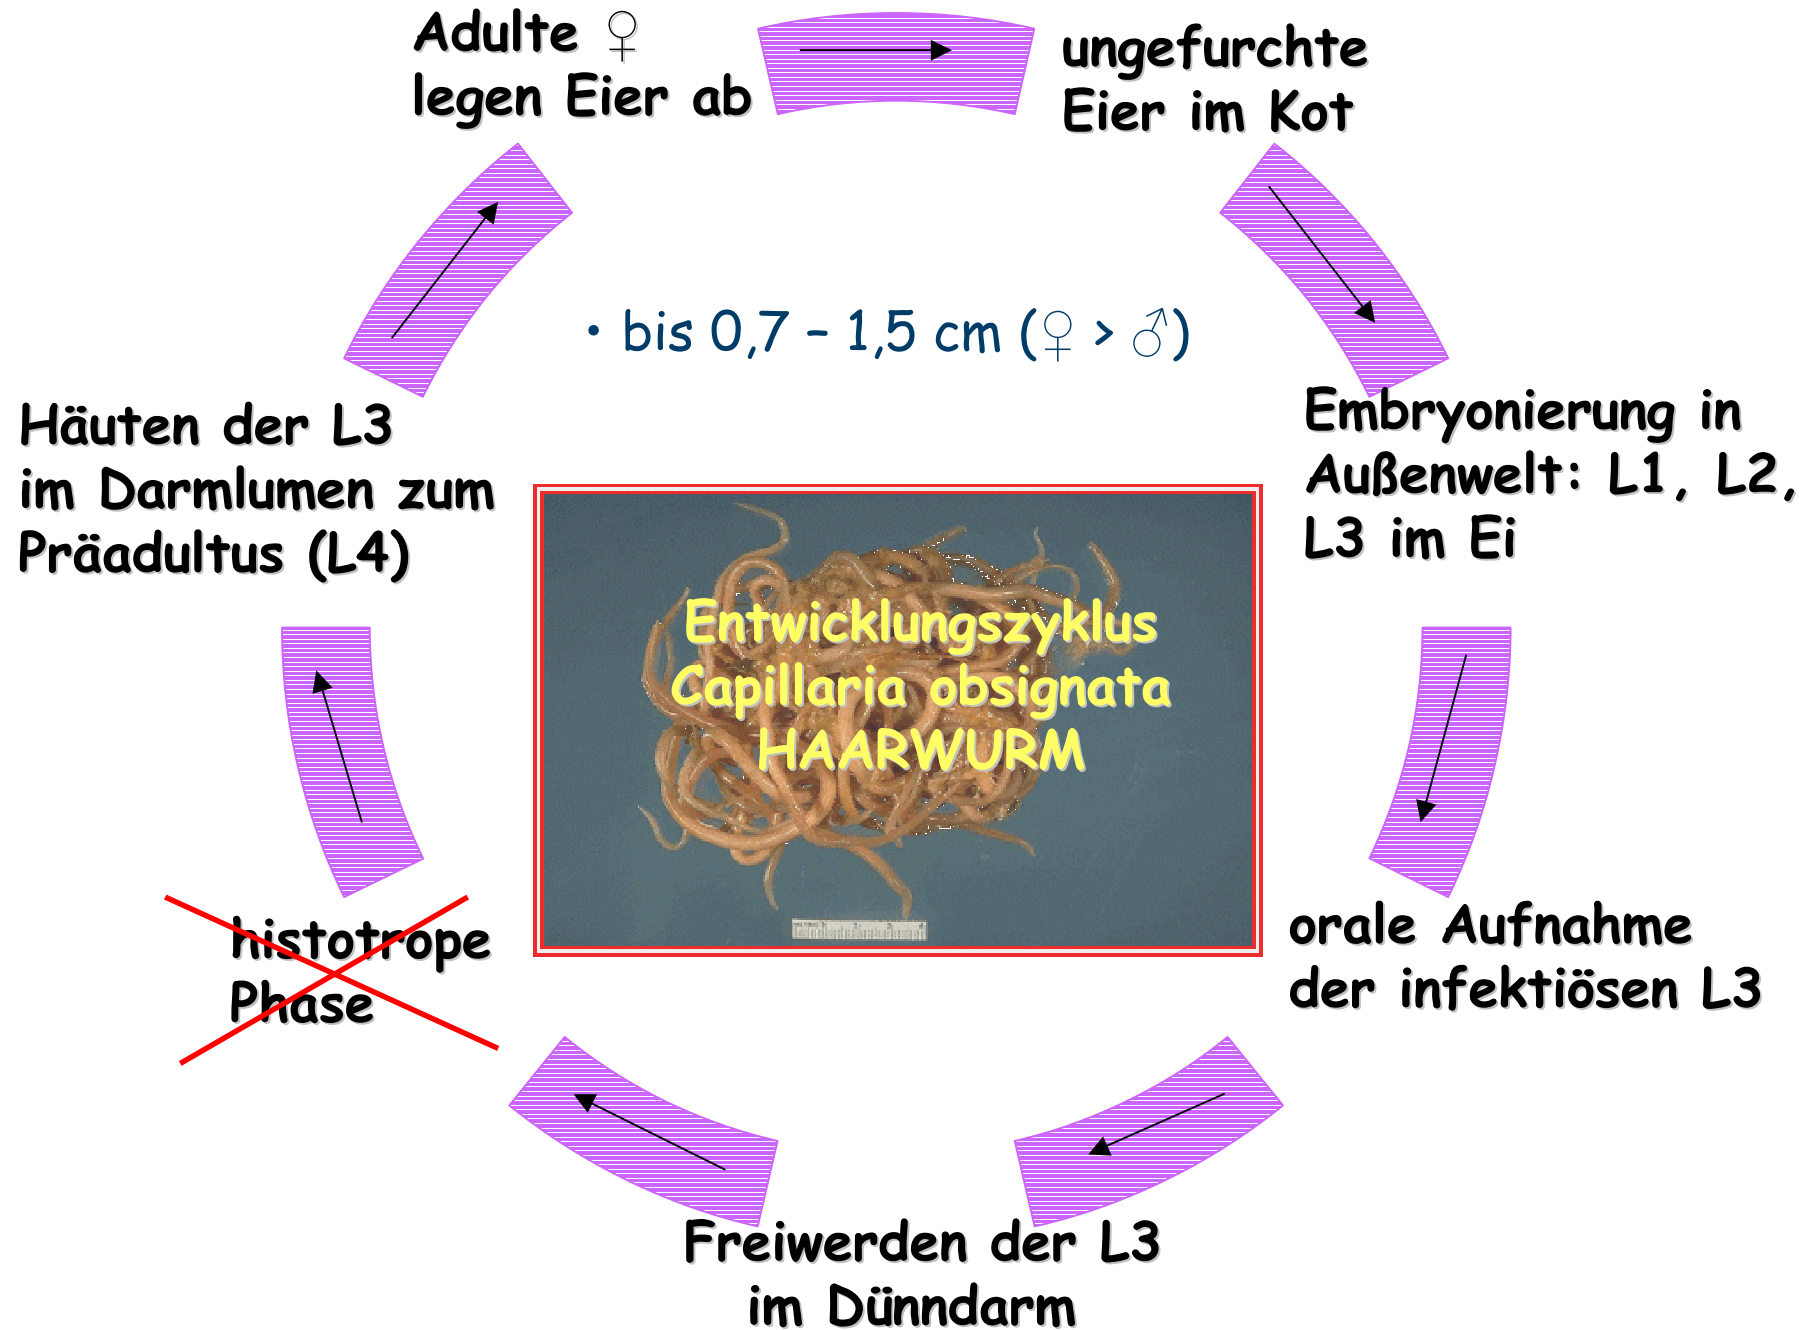 Adulte ♀
legen Eier ab
ungefurchte
Eier im Kot
• bis 0,7 – 1,5 cm (♀ > ♂)
Embryonierung in
Außenwelt: L1, L2,
L3 im Ei
Häuten der L3
im Darmlumen zum
Präadultus (L4)
Entwicklungszyklus
Capillaria obsignata
HAARWURM
orale Aufnahme
der infektiösen L3
histotrope
Phase
Freiwerden der L3
im Dünndarm